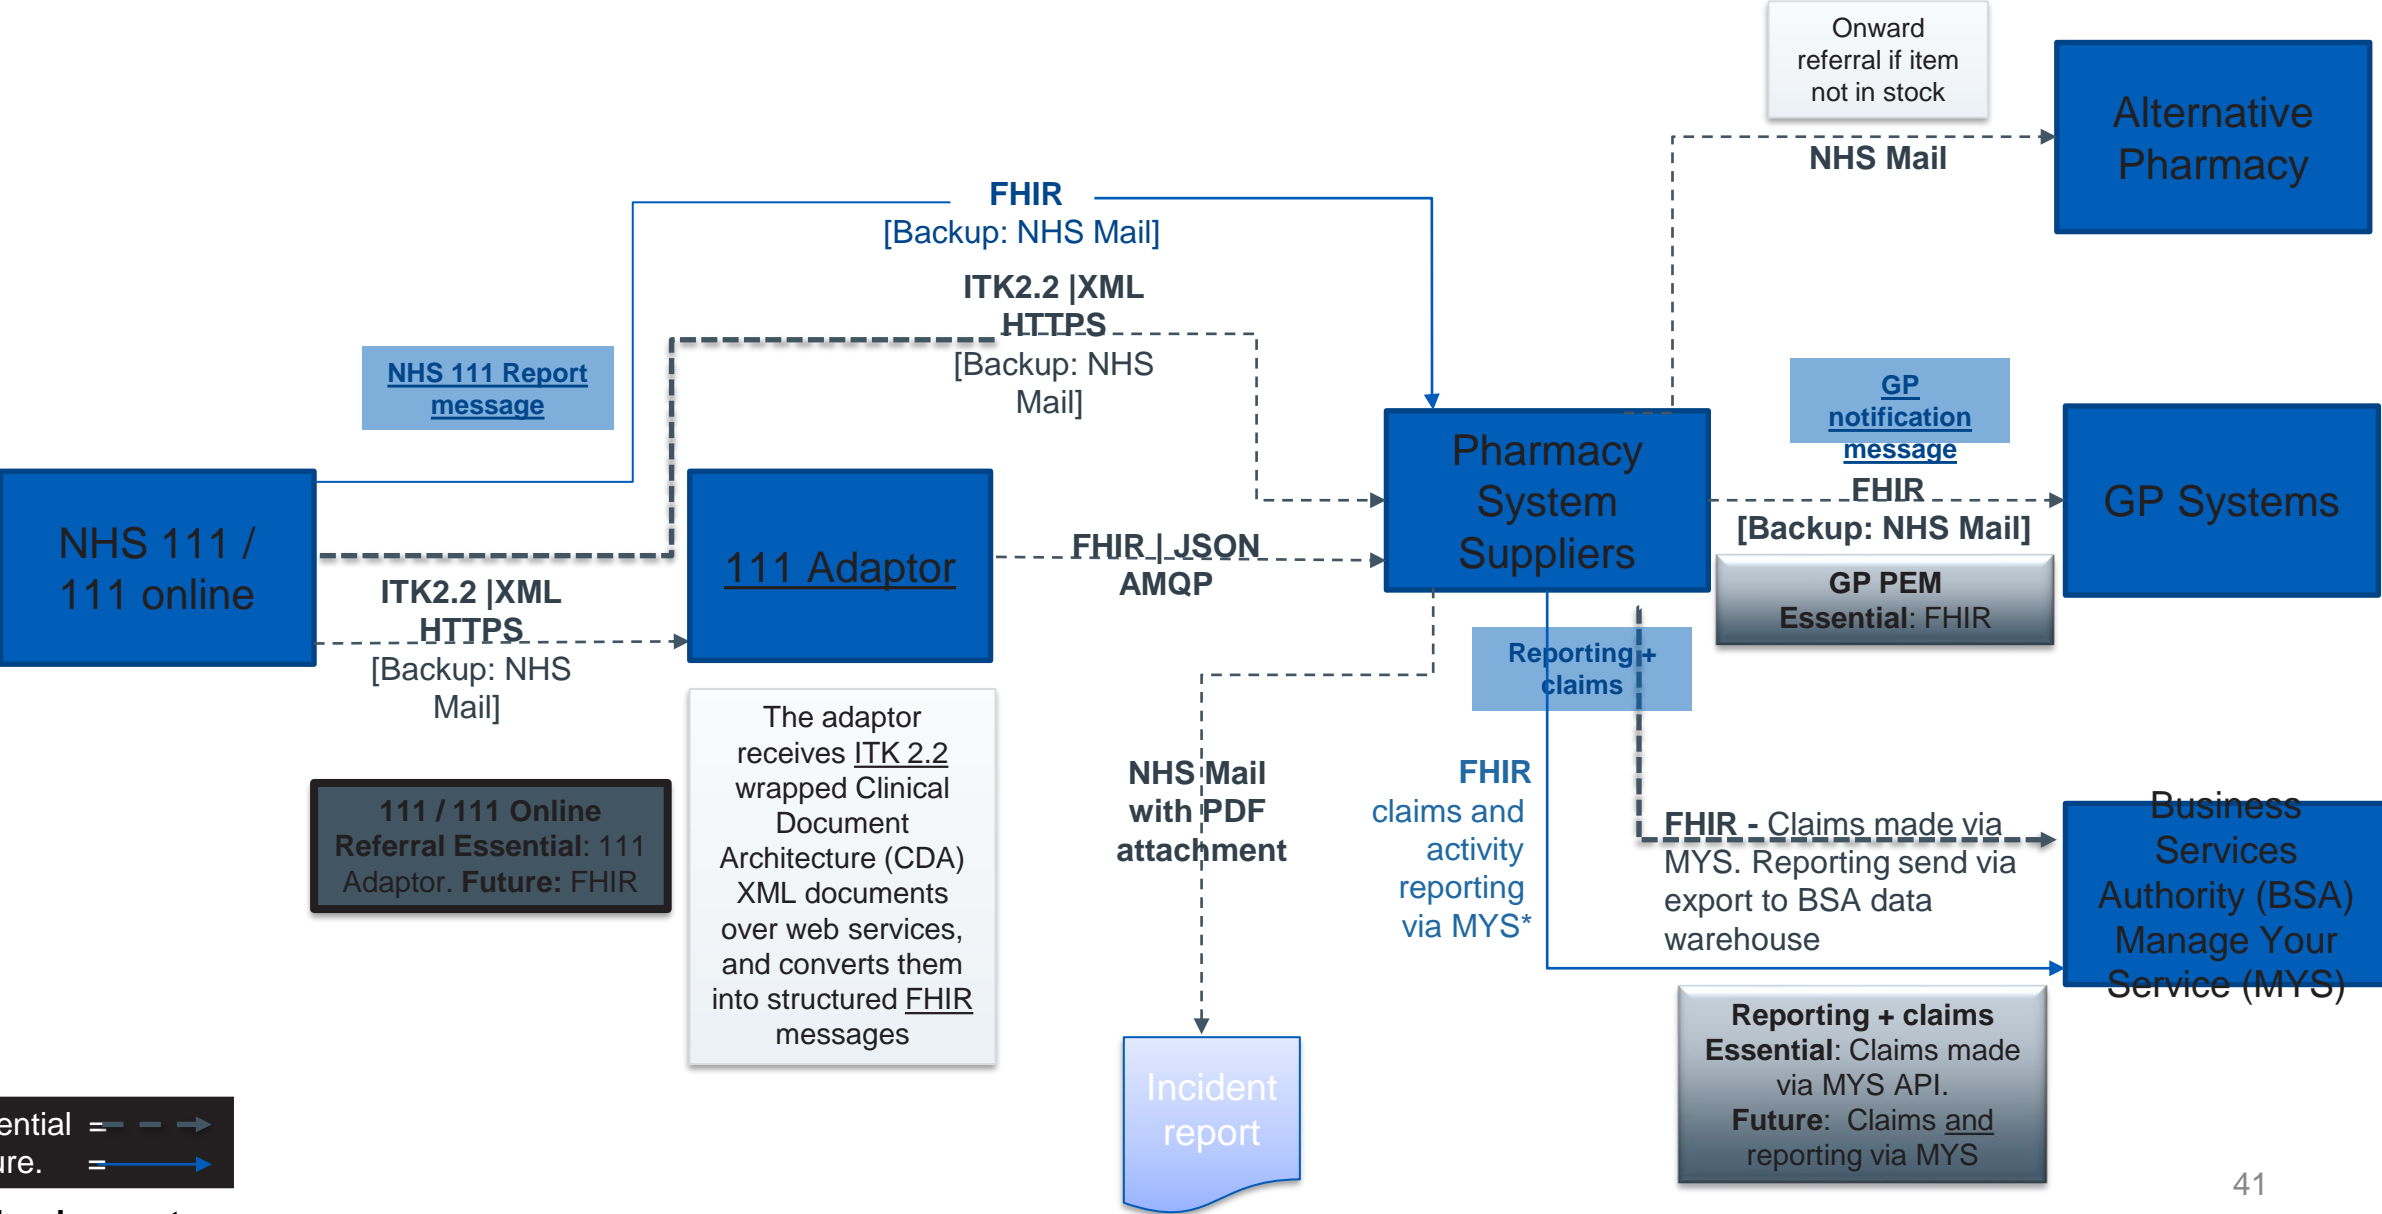 Onward
referral if item
not in stock
Alternative
Pharmacy
NHS Mail
FHIR
[Backup: NHS Mail]
ITK2.2 |XML
HTTPS
[Backup: NHS
Mail]
NHS 111 Report
message
GP
notification
message
FHIR
[Backup: NHS Mail]
Pharmacy
System
Suppliers
GP Systems
NHS 111 /
111 online
111 Adaptor
FHIR | JSON
AMQP
ITK2.2 |XML
HTTPS
[Backup: NHS
Mail]
GP PEM
Essential: FHIR
Reporting +
claims
The adaptor
receives ITK 2.2
wrapped Clinical
Document
Architecture (CDA)
XML documents
over web services,
and converts them
into structured FHIR
messages
111 / 111 Online
Referral Essential: 111
Adaptor. Future: FHIR
NHS Mail
with PDF
attachment
FHIR
claims and
activity
reporting
via MYS*
FHIR - Claims made via
MYS. Reporting send via
export to BSA data
warehouse
Business
Services
Authority (BSA)
Manage Your
Service (MYS)
Reporting + claims
Essential: Claims made
via MYS API.
Future: Claims and
reporting via MYS
Incident
report
ential =
ure. =
41